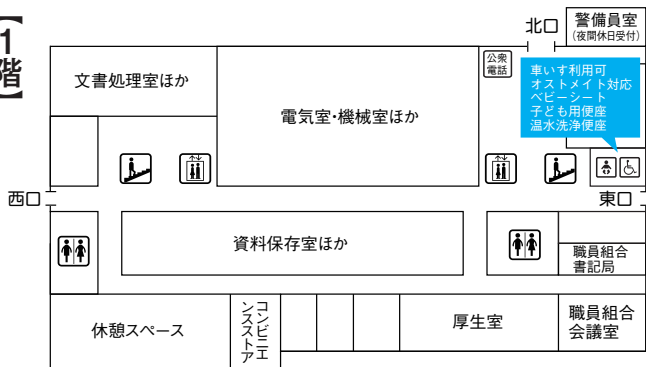 【1階】
北口
警備員室
(夜間休日受付)
公衆
電話
車いす利用可
オストメイト対応
ベビーシート
子ども用便座
温水洗浄便座
文書処理室ほか
電気室・機械室ほか
西口
東口
資料保存室ほか
職員組合
書記局
休憩スペース
コンビニエ
ンスストア
厚生室
職員組合
会議室